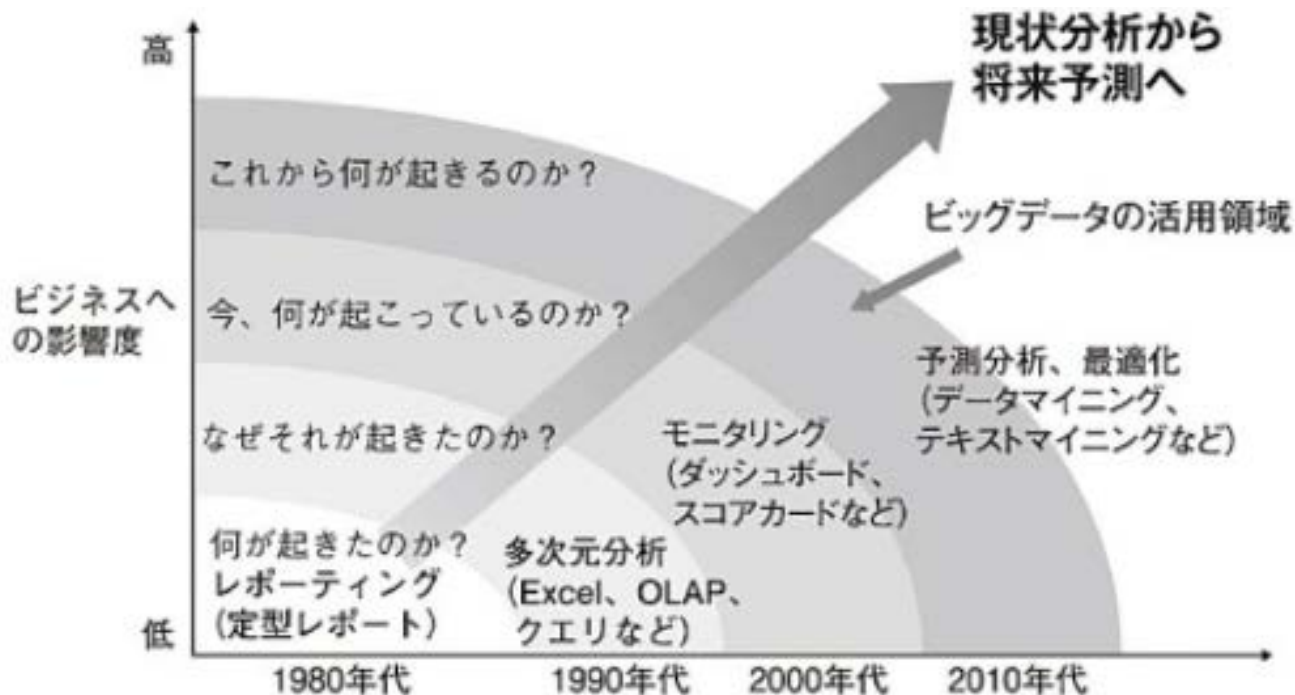 高
現状分析から
将来予測へ
これから何が起きるのか？
ビッグデータの活用領域
ビジネスへ
の影響度
今、何が起こっているのか？
予測分析、最適化
(データマイニング、
テキストマイニングなど)
なぜそれが起きたのか？
モニタリング
(ダッシュボード、
スコアカードなど)
何が起きたのか？
レポーティング
(定型レポート)
多次元分析
(Excel、OLAP、
クエリなど)
低
1980年代
1990年代
2000年代
2010年代